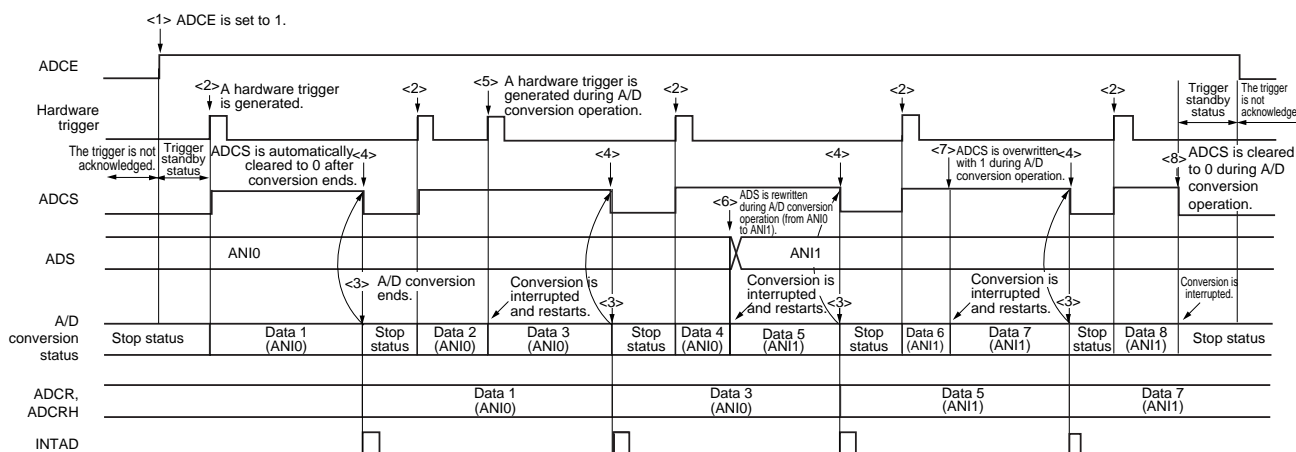 <1> ADCE is set to 1.
ADCE
<2> A hardware trigger
is generated.
<2>
<5> A hardware trigger is
generated during A/D
conversion operation.
<2>
<2>
<2>
Trigger
standby
status
The trigger
is not
acknowledged.
Hardware
trigger
The trigger is not
acknowledged.
Trigger
standby
status
ADCS is automatically
cleared to 0 after
conversion ends.
<4>
<4>
<4>
<7> ADCS is overwritten
with 1 during A/D
conversion operation.
<4>
<8> ADCS is cleared
to 0 during A/D
conversion
operation.
ADCS
<6> ADS is rewritten
during A/D conversion
operation (from ANI0
to ANI1).
ADS
ANI0
ANI1
<3> A/D conversion
ends.
Conversion is
interrupted
and restarts.
<3>
Conversion is
interrupted
and restarts.
<3>
Conversion is
interrupted
and restarts.
<3>
Conversion is
interrupted.
A/D
conversion
status
Stop status
Data 1
(ANI0)
Stop
status
Data 2
(ANI0)
Data 3
(ANI0)
Stop
status
Data 4
(ANI0)
Data 5
(ANI1)
Stop
status
Data 6
(ANI1)
Data 7
(ANI1)
Stop
status
Data 8
(ANI1)
Stop status
ADCR,
ADCRH
Data 1
(ANI0)
Data 3
(ANI0)
Data 5
(ANI1)
Data 7
(ANI1)
INTAD